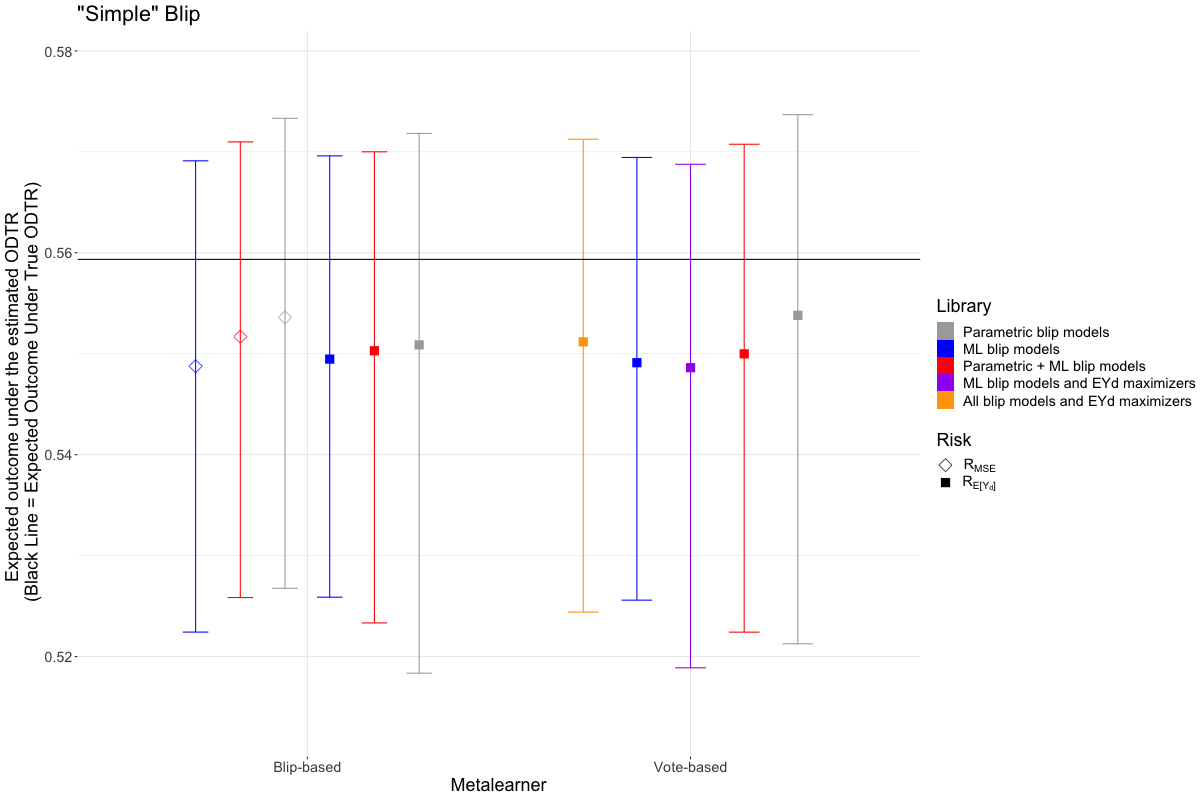 "Simple" Blip
Expected outcome under the estimated ODTR
(Black Line = Expected Outcome Under True ODTR)
0.58
0.56
0.54
0.52
Blip-based
Vote-based
Metalearner
Library
Parametric blip models
ML blip models
Parametric + ML blip models
ML blip models and EYd maximizers
All blip models and EYd maximizers
Risk
RMSE
RE[Yd]